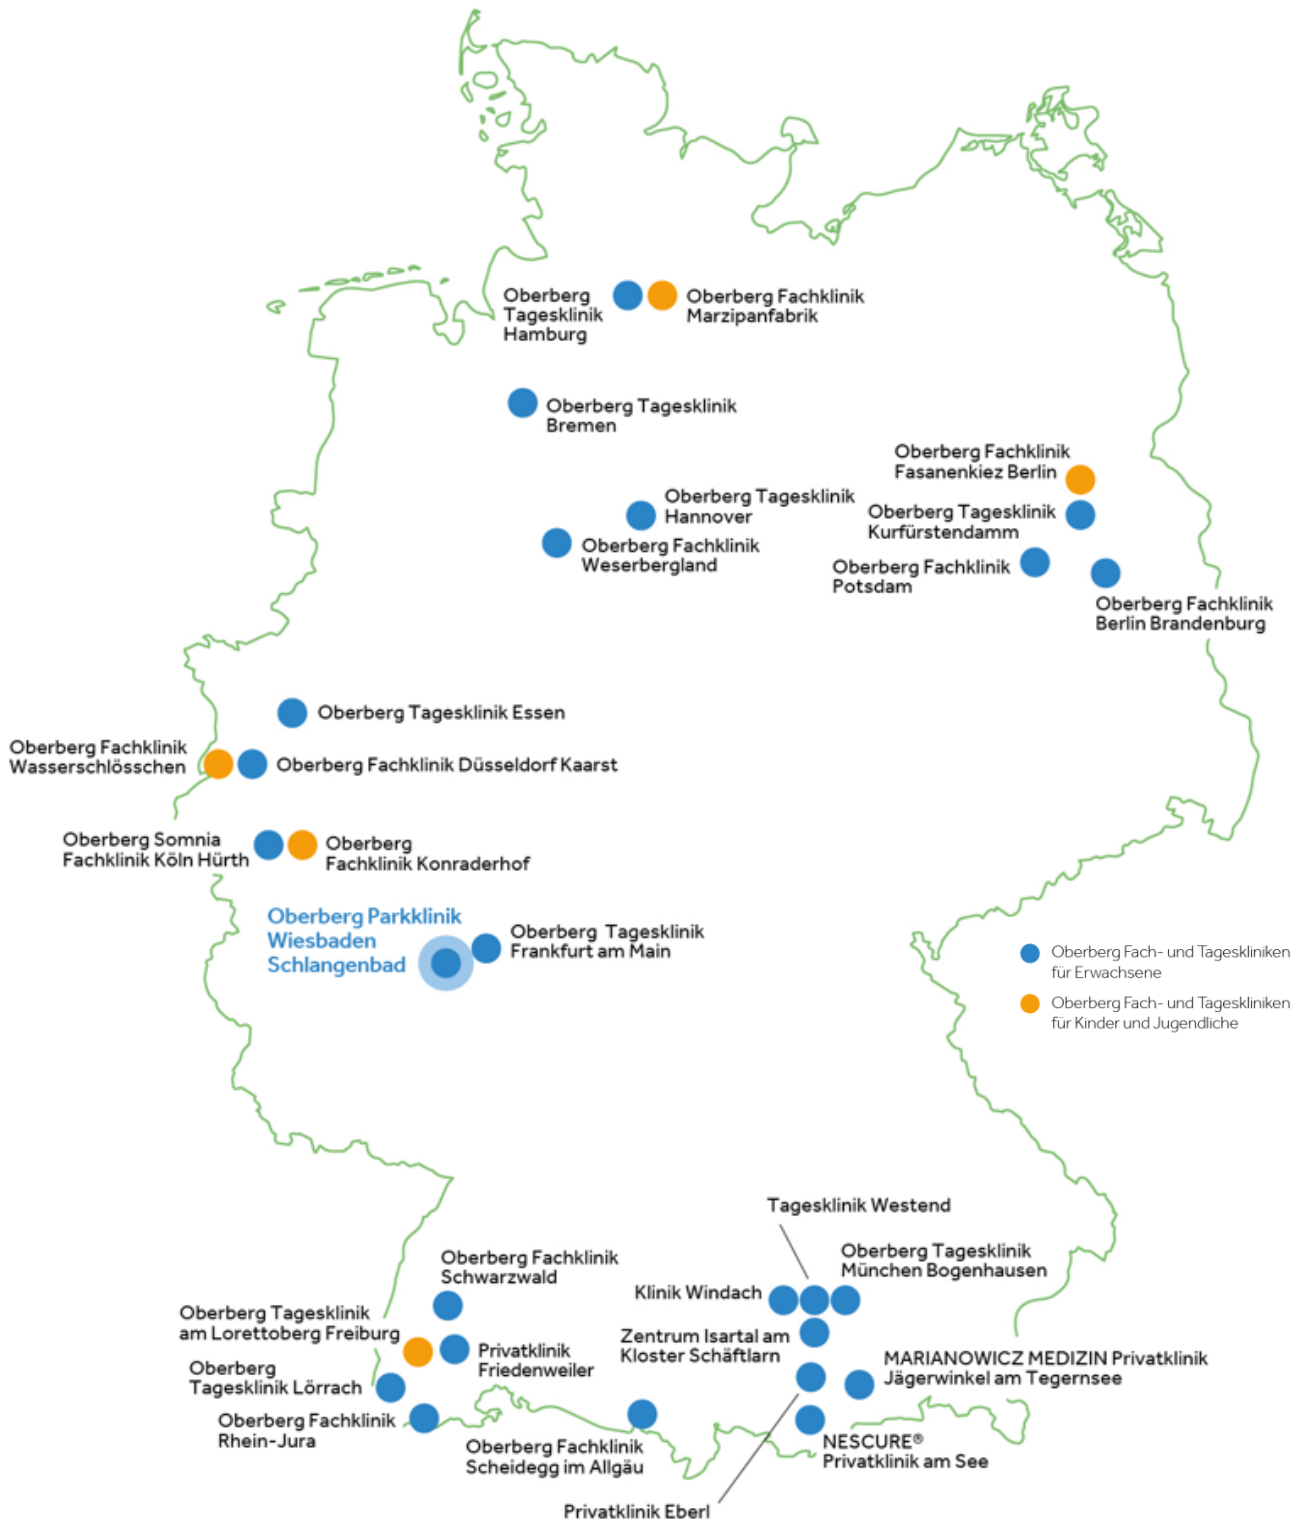 Oberberg
Tagesklinik
Hamburg
Oberberg Fachklinik
Marzipanfabrik
Oberberg Tagesklinik
Bremen
Oberberg Fachklinik
Fasanenkiez Berlin
Oberberg Tagesklinik
Hannover
Oberberg Tagesklinik
Kurfürstendamm
Oberberg Fachklinik
Weserbergland
Oberberg Fachklinik
Potsdam
Oberberg Fachklinik
Berlin Brandenburg
Oberberg Tagesklinik Essen
Oberberg Fachklinik
Wasserschlösschen
Oberberg Fachklinik Düsseldorf Kaarst
Oberberg Somnia
Fachklinik Köln Hürth
Oberberg
Fachklinik Konraderhof
Oberberg Parkklinik
Wiesbaden
Schlangenbad
Oberberg Tagesklinik
Frankfurt am Main
Oberberg Fach- und Tageskliniken
für Erwachsene
Oberberg Fach- und Tageskliniken
für Kinder und Jugendliche
Tagesklinik Westend
Oberberg Tagesklinik
München Bogenhausen
Oberberg Fachklinik
Schwarzwald
Klinik Windach
Oberberg Tagesklinik
am Lorettoberg Freiburg
Zentrum Isartal am
Kloster Schäftlarn
Privatklinik
Friedenweiler
MARIANOWICZ MEDIZIN Privatklinik
Jägerwinkel am Tegernsee
Oberberg
Tagesklinik Lörrach
Oberberg Fachklinik
Rhein-Jura
Oberberg Fachklinik
Scheidegg im Allgäu
NESCURE®
Privatklinik am See
Privatklinik Eberl